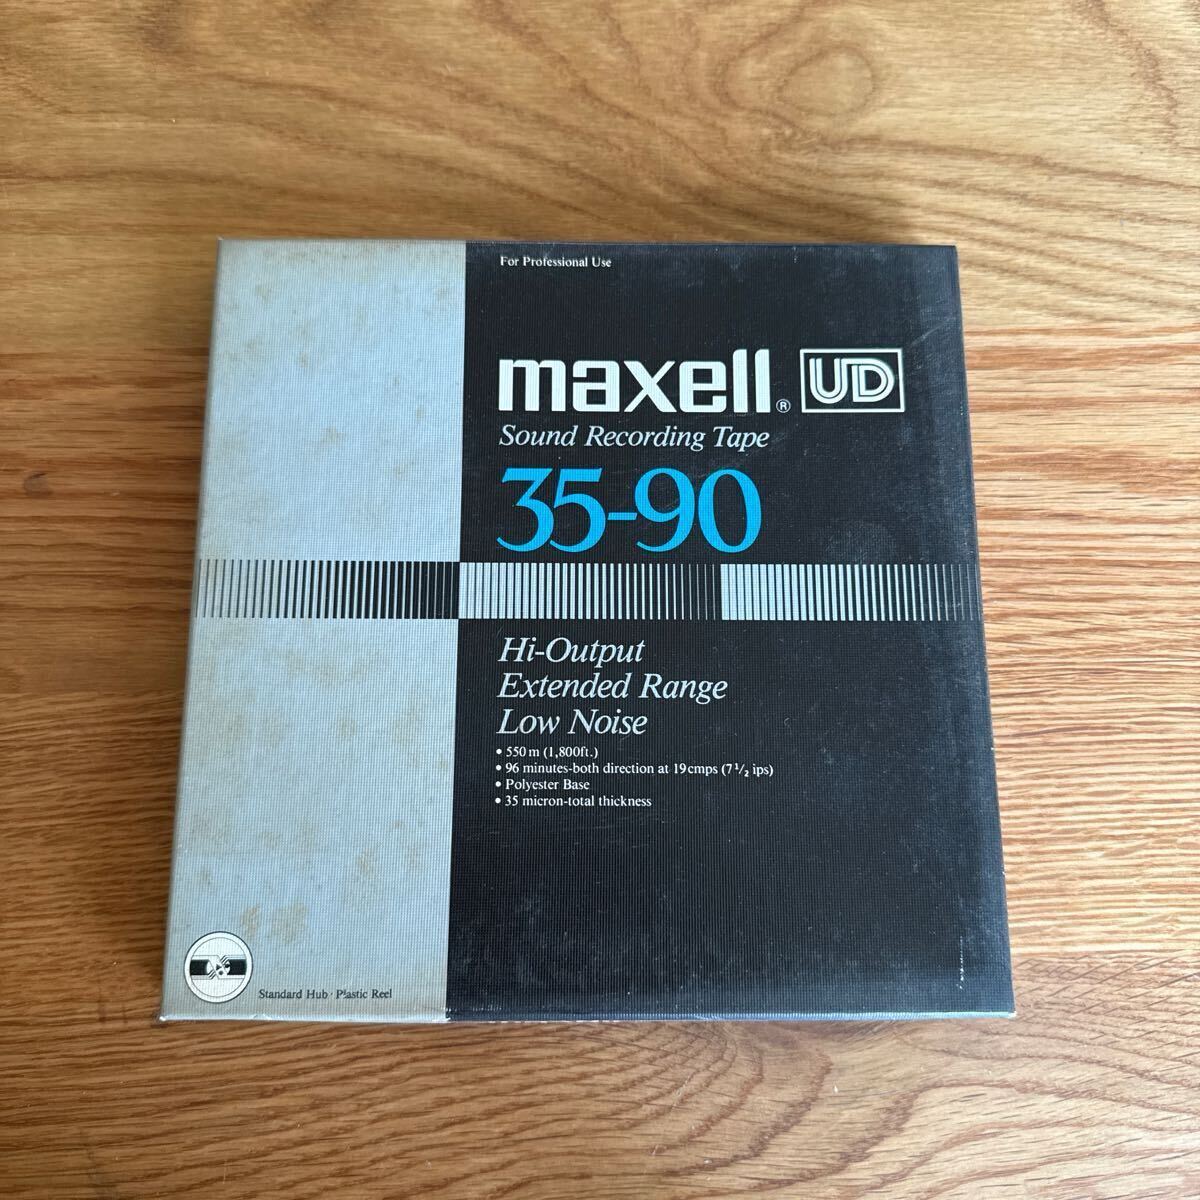 For Professional Use
maxell® UD
Sound Recording Tape
35-90
Hi-Output
Extended Range
Low Noise
• 550 m (1,800ft.)
• 96 minutes-both direction at 19cmps (7 1/2 ips)
• Polyester Base
• 35 micron-total thickness
Standard Hub · Plastic Reel